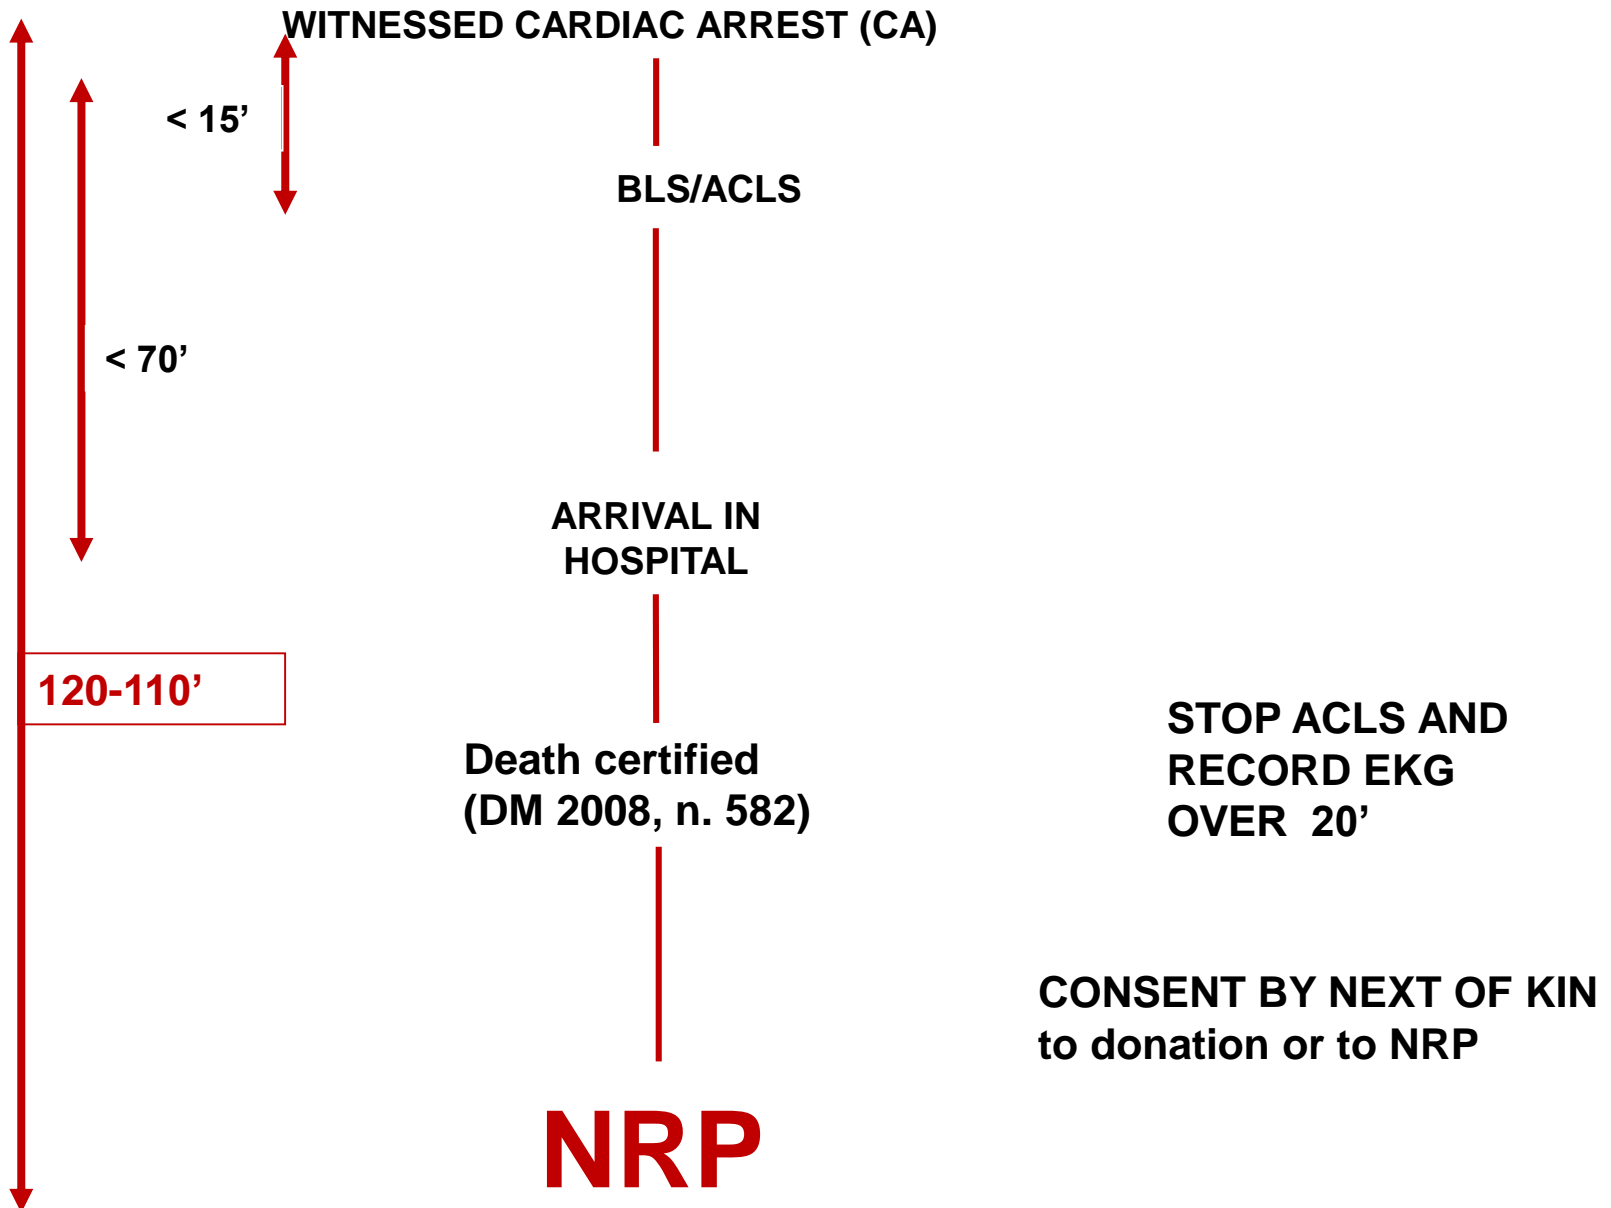 WITNESSED CARDIAC ARREST (CA)
< 15’
BLS/ACLS
< 70’
ARRIVAL IN
HOSPITAL
120-110’
Death certified
(DM 2008, n. 582)
STOP ACLS AND
RECORD EKG
OVER 20’
CONSENT BY NEXT OF KIN
to donation or to NRP
NRP